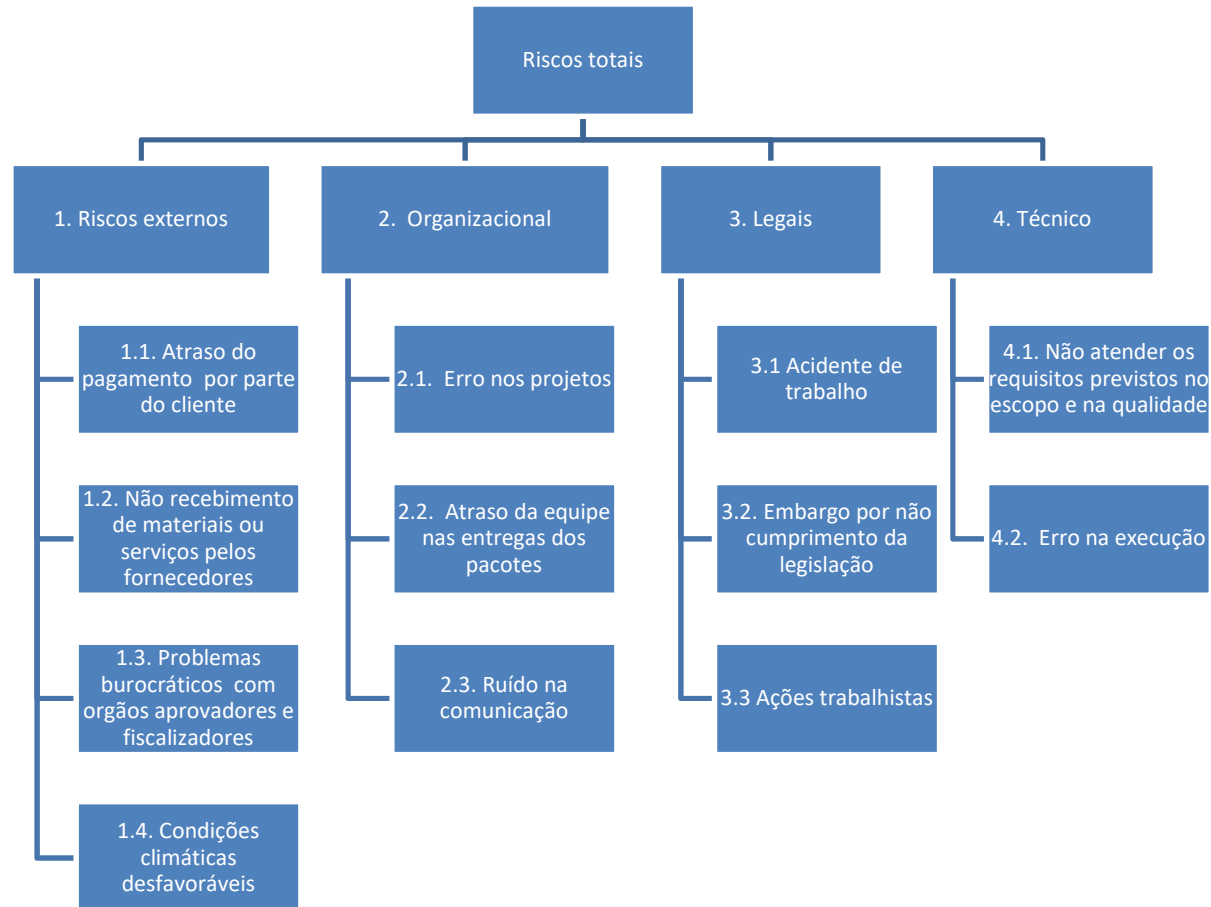 Riscos totais
1. Riscos externos
2.  Organizacional
3. Legais
4. Técnico
1.1. Atraso do
pagamento  por parte
do cliente
1.2. Não recebimento
de materiais ou
serviços pelos
fornecedores
1.3. Problemas
burocráticos  com
orgãos aprovadores e
fiscalizadores
1.4. Condições
climáticas
desfavoráveis
2.1.  Erro nos projetos
2.2.  Atraso da equipe
nas entregas dos
pacotes
2.3. Ruído na
comunicação
3.1 Acidente de
trabalho
3.2. Embargo por não
cumprimento da
legislação
3.3 Ações trabalhistas
4.1. Não atender os
requisitos previstos no
escopo e na qualidade
4.2.  Erro na execução